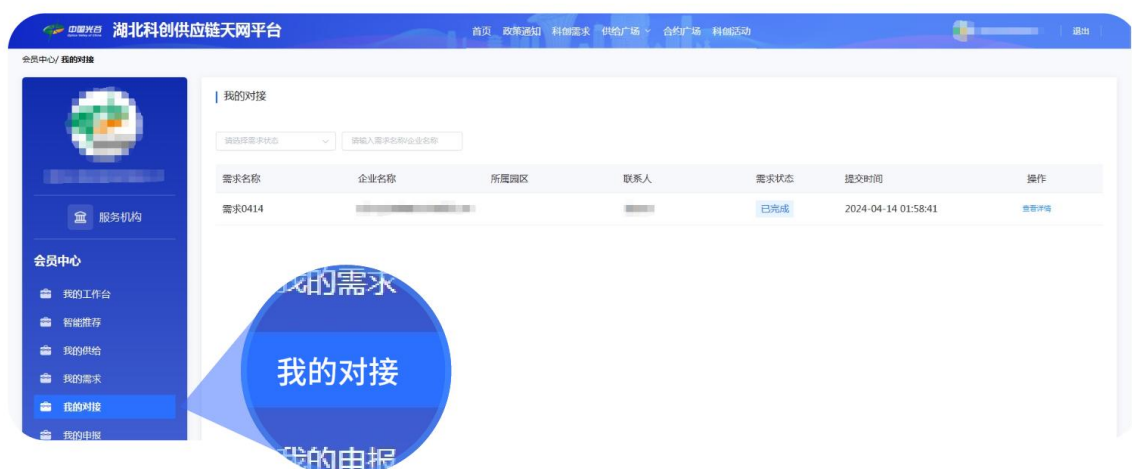 中国光谷 湖北科创供应链天网平台 首页 政策通知 科创需求 供给广场 合约广场 科创活动 退出
会员中心/ 我的对接
我的对接
请选择需求状态 请输入需求名称/企业名称
需求名称 企业名称 所属园区 联系人 需求状态 提交时间 操作
需求0414 已完成 2024-04-14 01:58:41 查看详情
服务机构
会员中心
我的工作台
智能推荐
我的供给
我的需求
我的对接
我的申报
我的需求
我的对接
我的申报